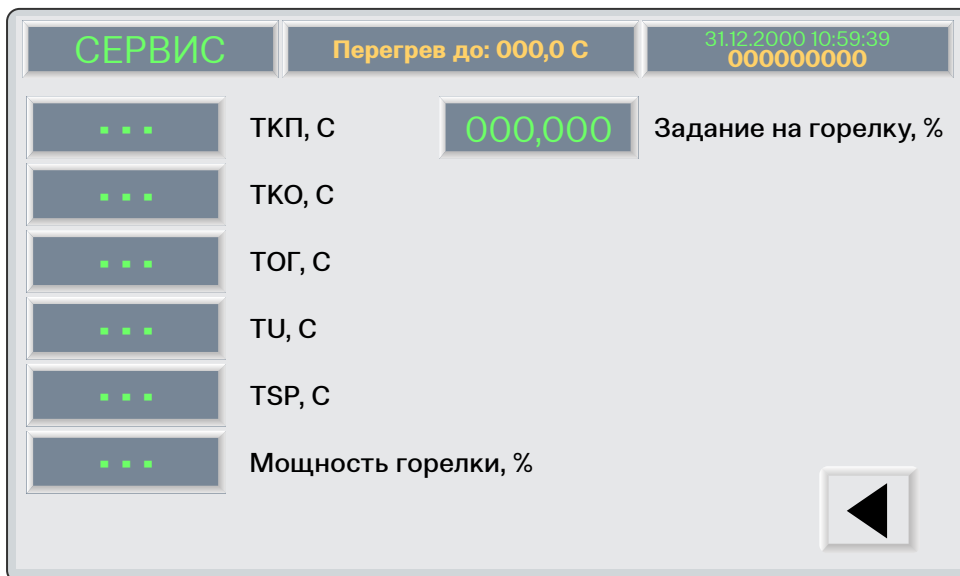 СЕРВИС
Перегрев до: 000,0 С
31.12.2000 10:59:39
000000000
... ТКП, С
000,000 Задание на горелку, %
... ТКО, С
... ТОГ, С
... TU, С
... TSP, С
... Мощность горелки, %